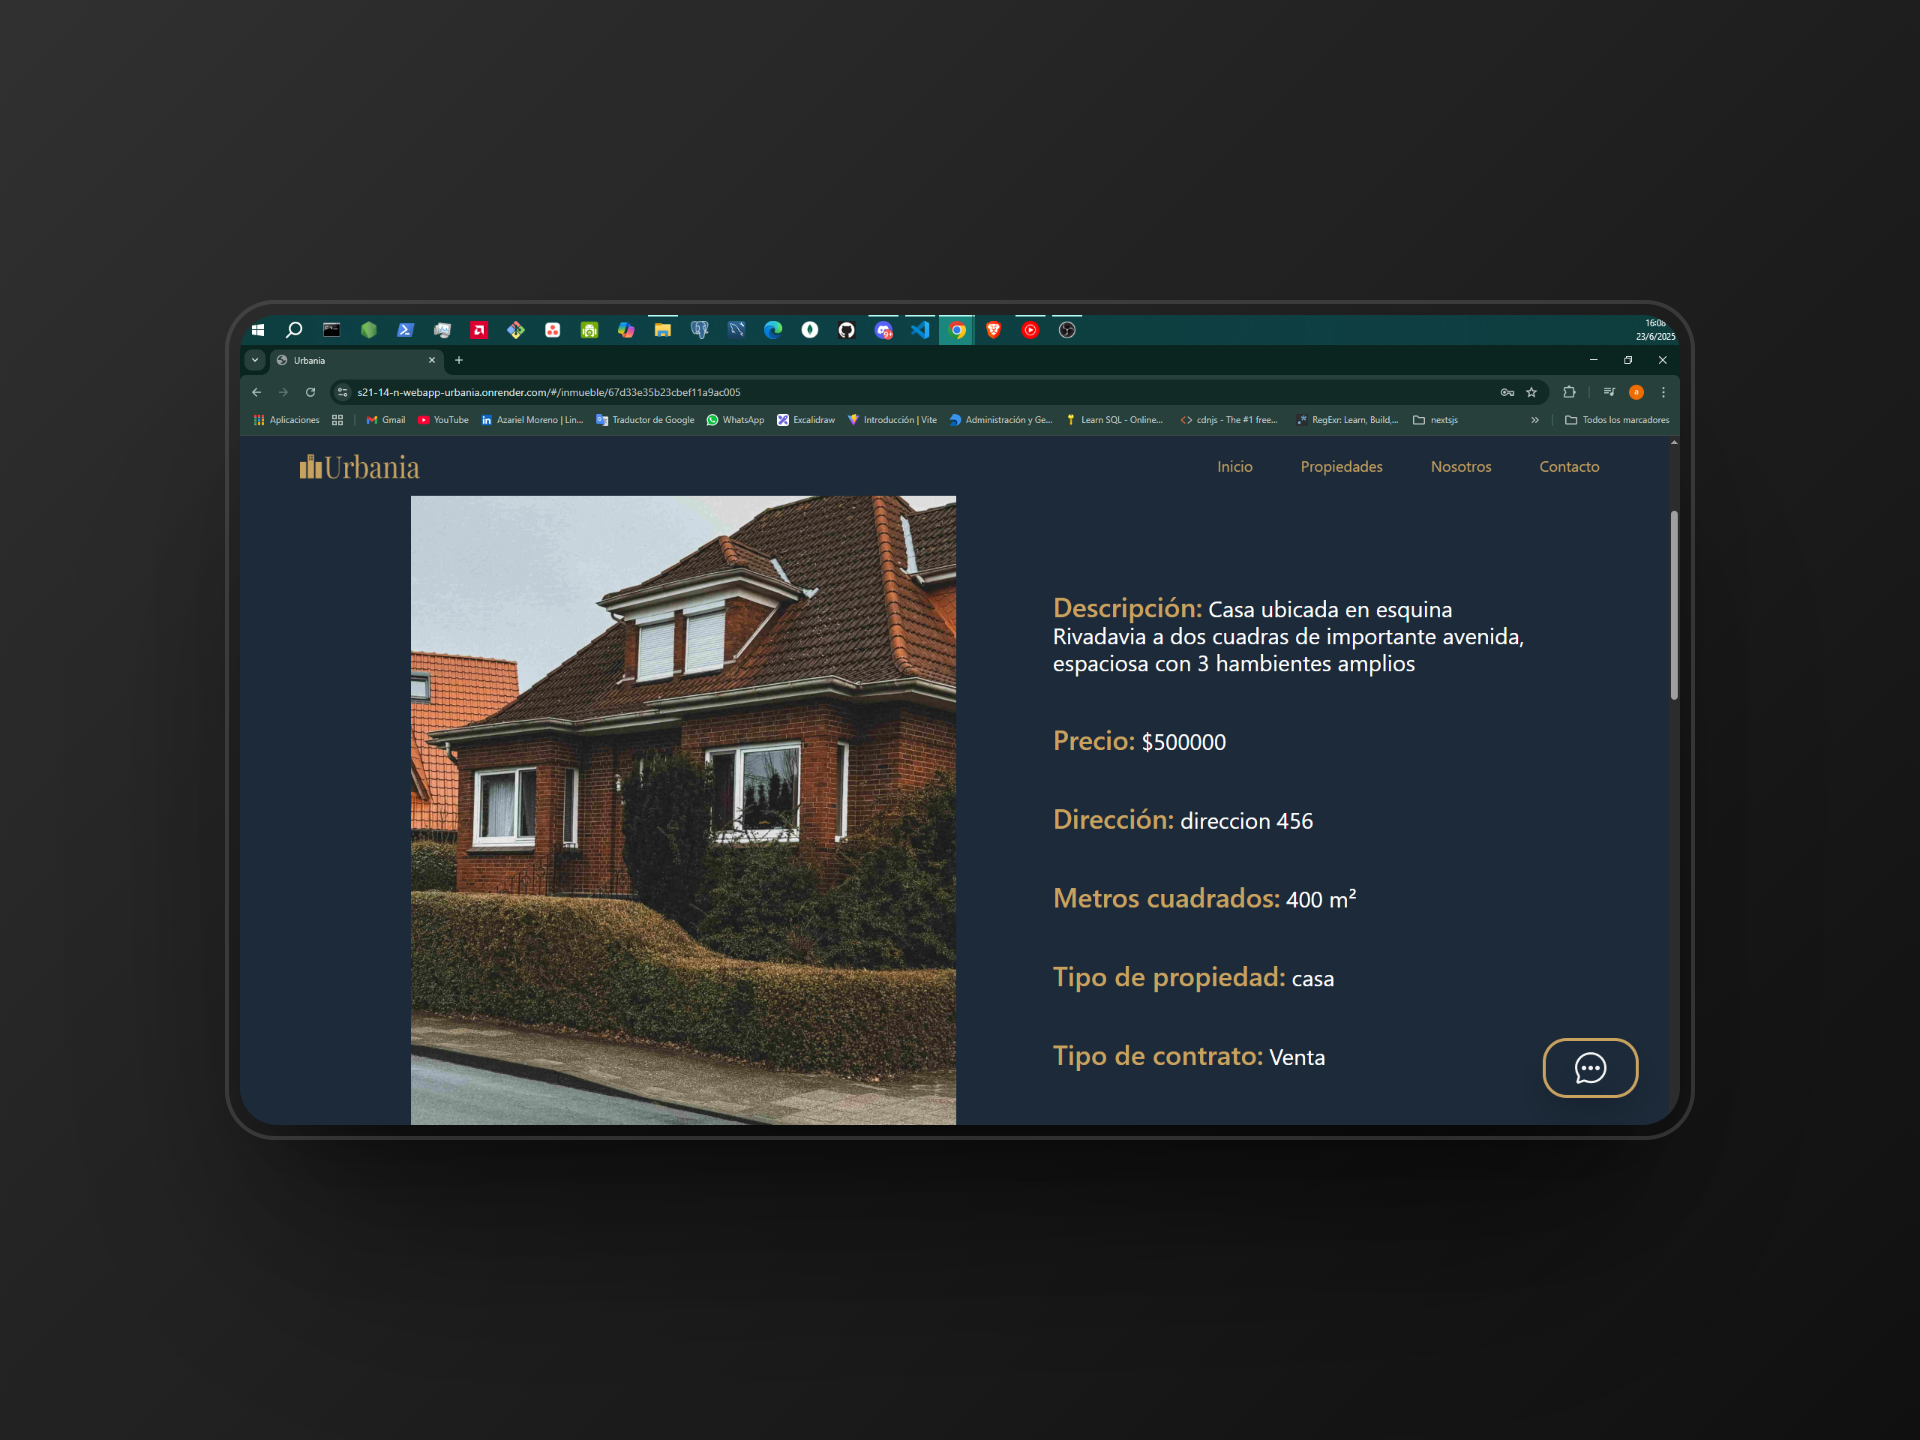 16:08
23/6/2025
Urbania
s21-14-n-webapp-urbania.onrender.com/#/inmueble/67d33e35b23cbef11a9ac005
a
Aplicaciones Gmail YouTube Azariel Moreno | Lin... Traductor de Google WhatsApp Excalidraw Introducción | Vite Administración y Ge... Learn SQL - Online... cdnjs - The #1 free... RegExr: Learn, Build,... nextsjs » Todos los marcadores
Urbania
Inicio Propiedades Nosotros Contacto
Descripción: Casa ubicada en esquina
Rivadavia a dos cuadras de importante avenida,
espaciosa con 3 hambientes amplios
Precio: $500000
Dirección: direccion 456
Metros cuadrados: 400 m²
Tipo de propiedad: casa
Tipo de contrato: Venta